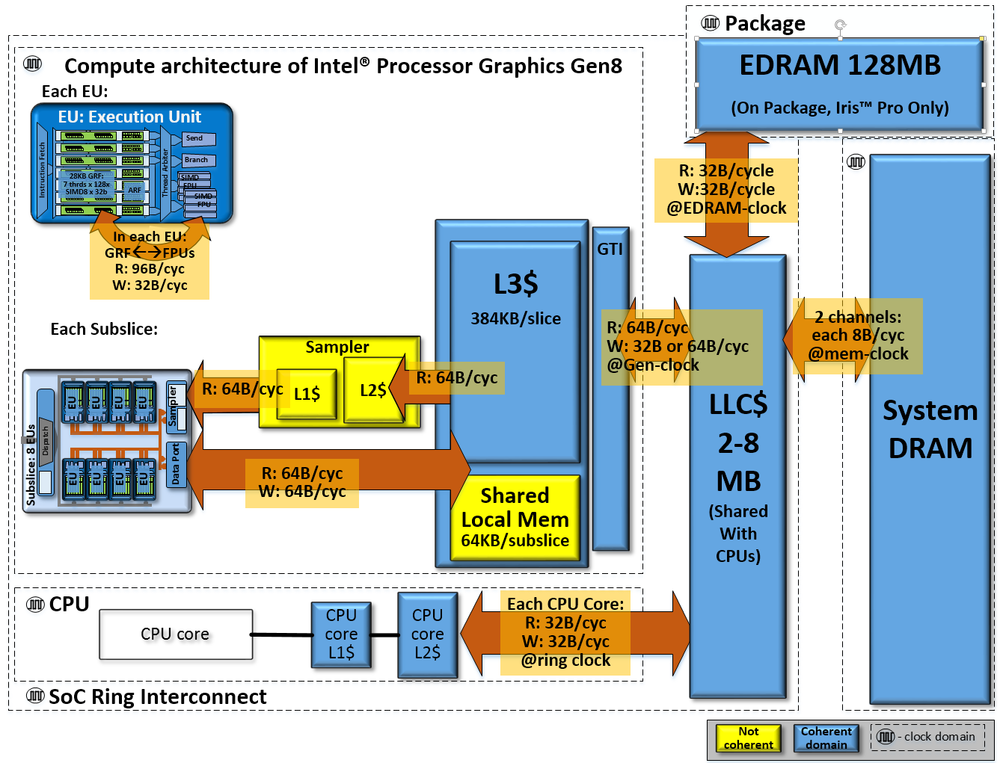 Package
EDRAM 128MB
(On Package, Iris™ Pro Only)
Compute architecture of Intel® Processor Graphics Gen8
Each EU:
EU: Execution Unit
Instruction Fetch
28KB GRF:
7 thrds x 128x
SIMD8 x 32b
ARF
Thread Arbiter
Send
Branch
SIMD
FPU
SIMD
FPU
In each EU:
GRF←→FPUs
R: 96B/cyc
W: 32B/cyc
R: 32B/cycle
W:32B/cycle
@EDRAM-clock
GTI
L3$
384KB/slice
R: 64B/cyc
W: 32B or 64B/cyc
@Gen-clock
2 channels:
each 8B/cyc
@mem-clock
Each Subslice:
Sampler
L1$
L2$
R: 64B/cyc
R: 64B/cyc
Subslice: 8 EUs
Dispatch
EU
EU
EU
EU
EU
EU
EU
EU
Sampler
Data Port
R: 64B/cyc
W: 64B/cyc
Shared
Local Mem
64KB/subslice
LLC$
2-8
MB
(Shared
With
CPUs)
System
DRAM
CPU
CPU core
CPU
core
L1$
CPU
core
L2$
Each CPU Core:
R: 32B/cyc
W: 32B/cyc
@ring clock
SoC Ring Interconnect
Not
coherent
Coherent
domain
- clock domain